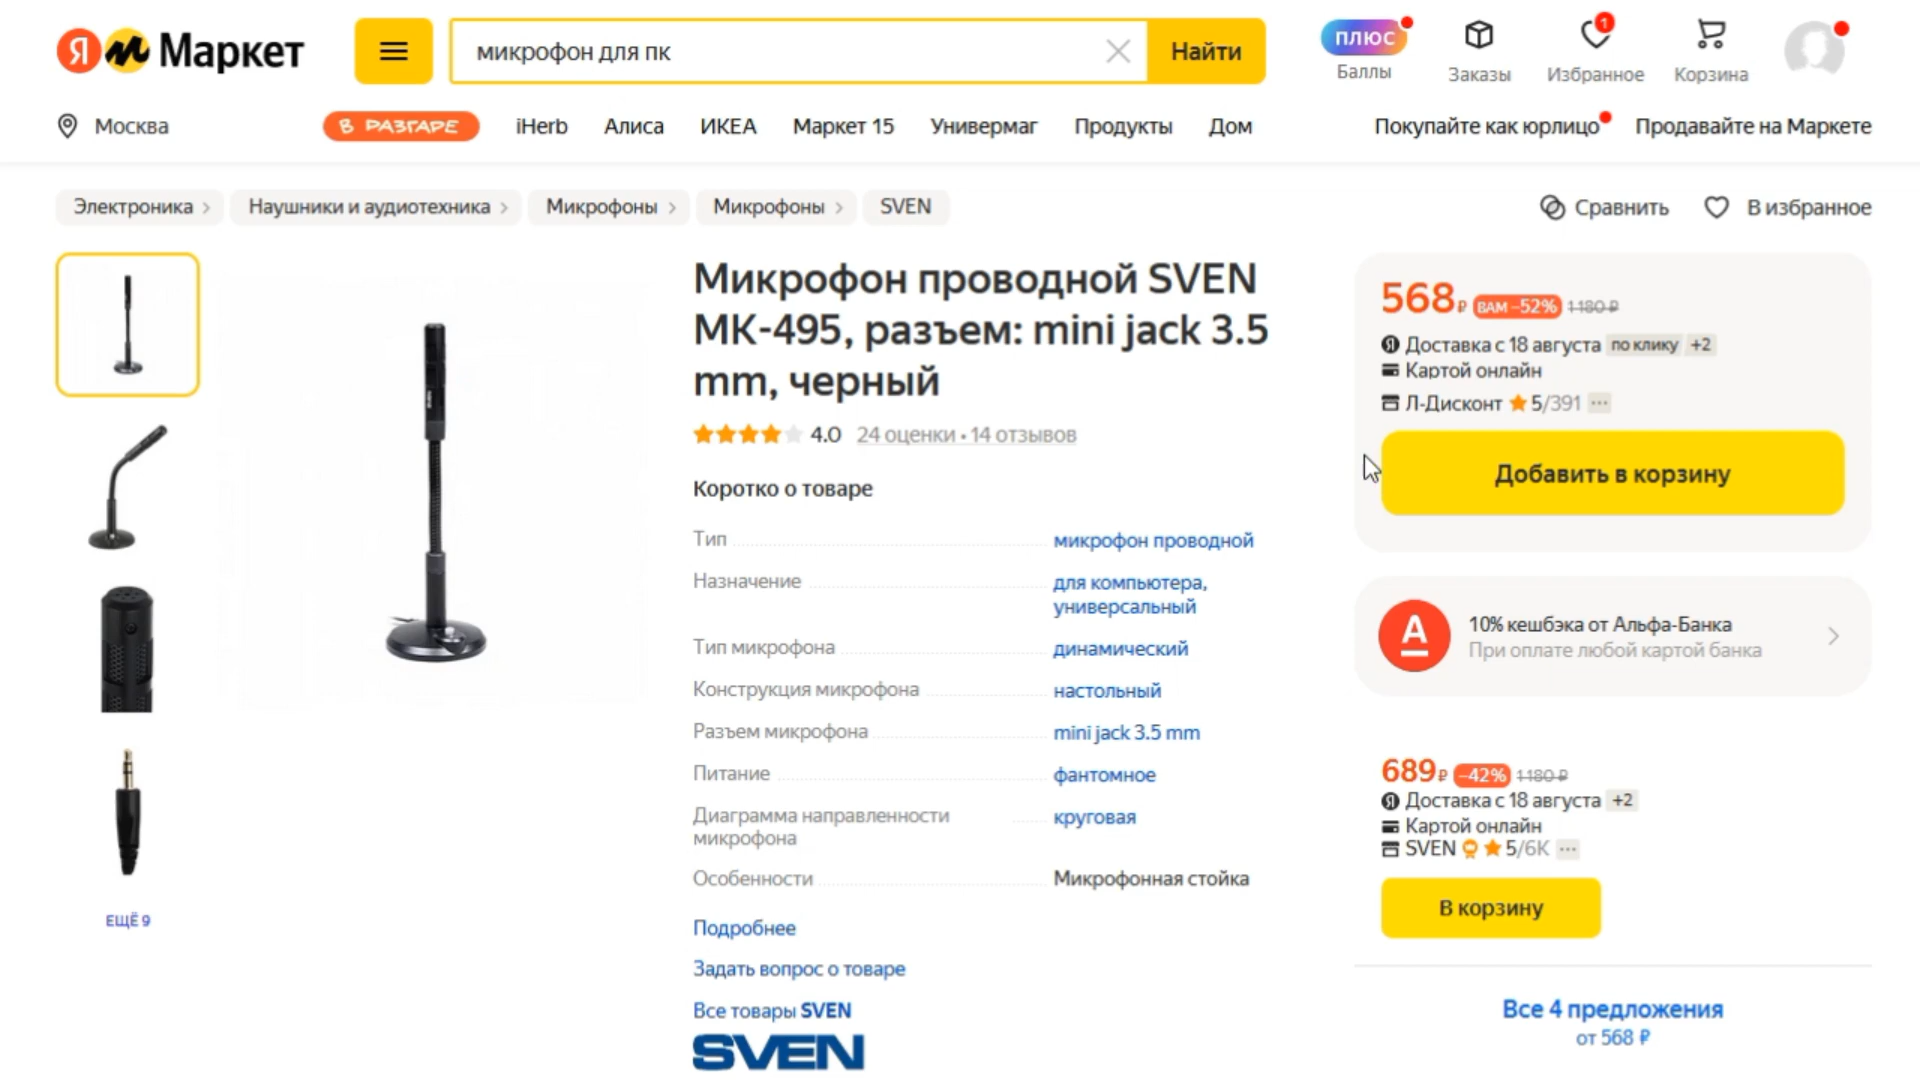 Я м Маркет
микрофон для пк
Найти
плюс
Баллы
Заказы
1
Избранное
Корзина
Москва
В РАЗГАРЕ
iHerb
Алиса
ИКЕА
Маркет 15
Универмаг
Продукты
Дом
Покупайте как юрлицо
Продавайте на Маркете
Электроника
Наушники и аудиотехника
Микрофоны
Микрофоны
SVEN
Сравнить
В избранное
ЕЩЁ 9
Микрофон проводной SVEN
МК-495, разъем: mini jack 3.5
mm, черный
4.0 24 оценки • 14 отзывов
Коротко о товаре
Тип микрофон проводной
Назначение для компьютера,
универсальный
Тип микрофона динамический
Конструкция микрофона настольный
Разъем микрофона mini jack 3.5 mm
Питание фантомное
Диаграмма направленности круговая
микрофона
Особенности Микрофонная стойка
Подробнее
Задать вопрос о товаре
Все товары SVEN
SVEN
568 ₽ ВАМ –52% 1 180 ₽
Я Доставка с 18 августа по клику +2
Картой онлайн
Л-Дисконт 5/391 ...
Добавить в корзину
А
10% кешбэка от Альфа-Банка
При оплате любой картой банка
689 ₽ –42% 1 180 ₽
Я Доставка с 18 августа +2
Картой онлайн
SVEN 5/6K ...
В корзину
Все 4 предложения
от 568 ₽